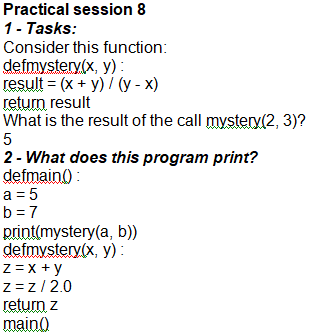 Practical session 8
1 - Tasks:
Consider this function:
defmystery(x, y) :
result = (x + y) / (y - x)
return result
What is the result of the call mystery(2, 3)?
5
2 - What does this program print?
defmain() :
a = 5
b = 7
print(mystery(a, b))
defmystery(x, y) :
z = x + y
z = z / 2.0
return z
main()